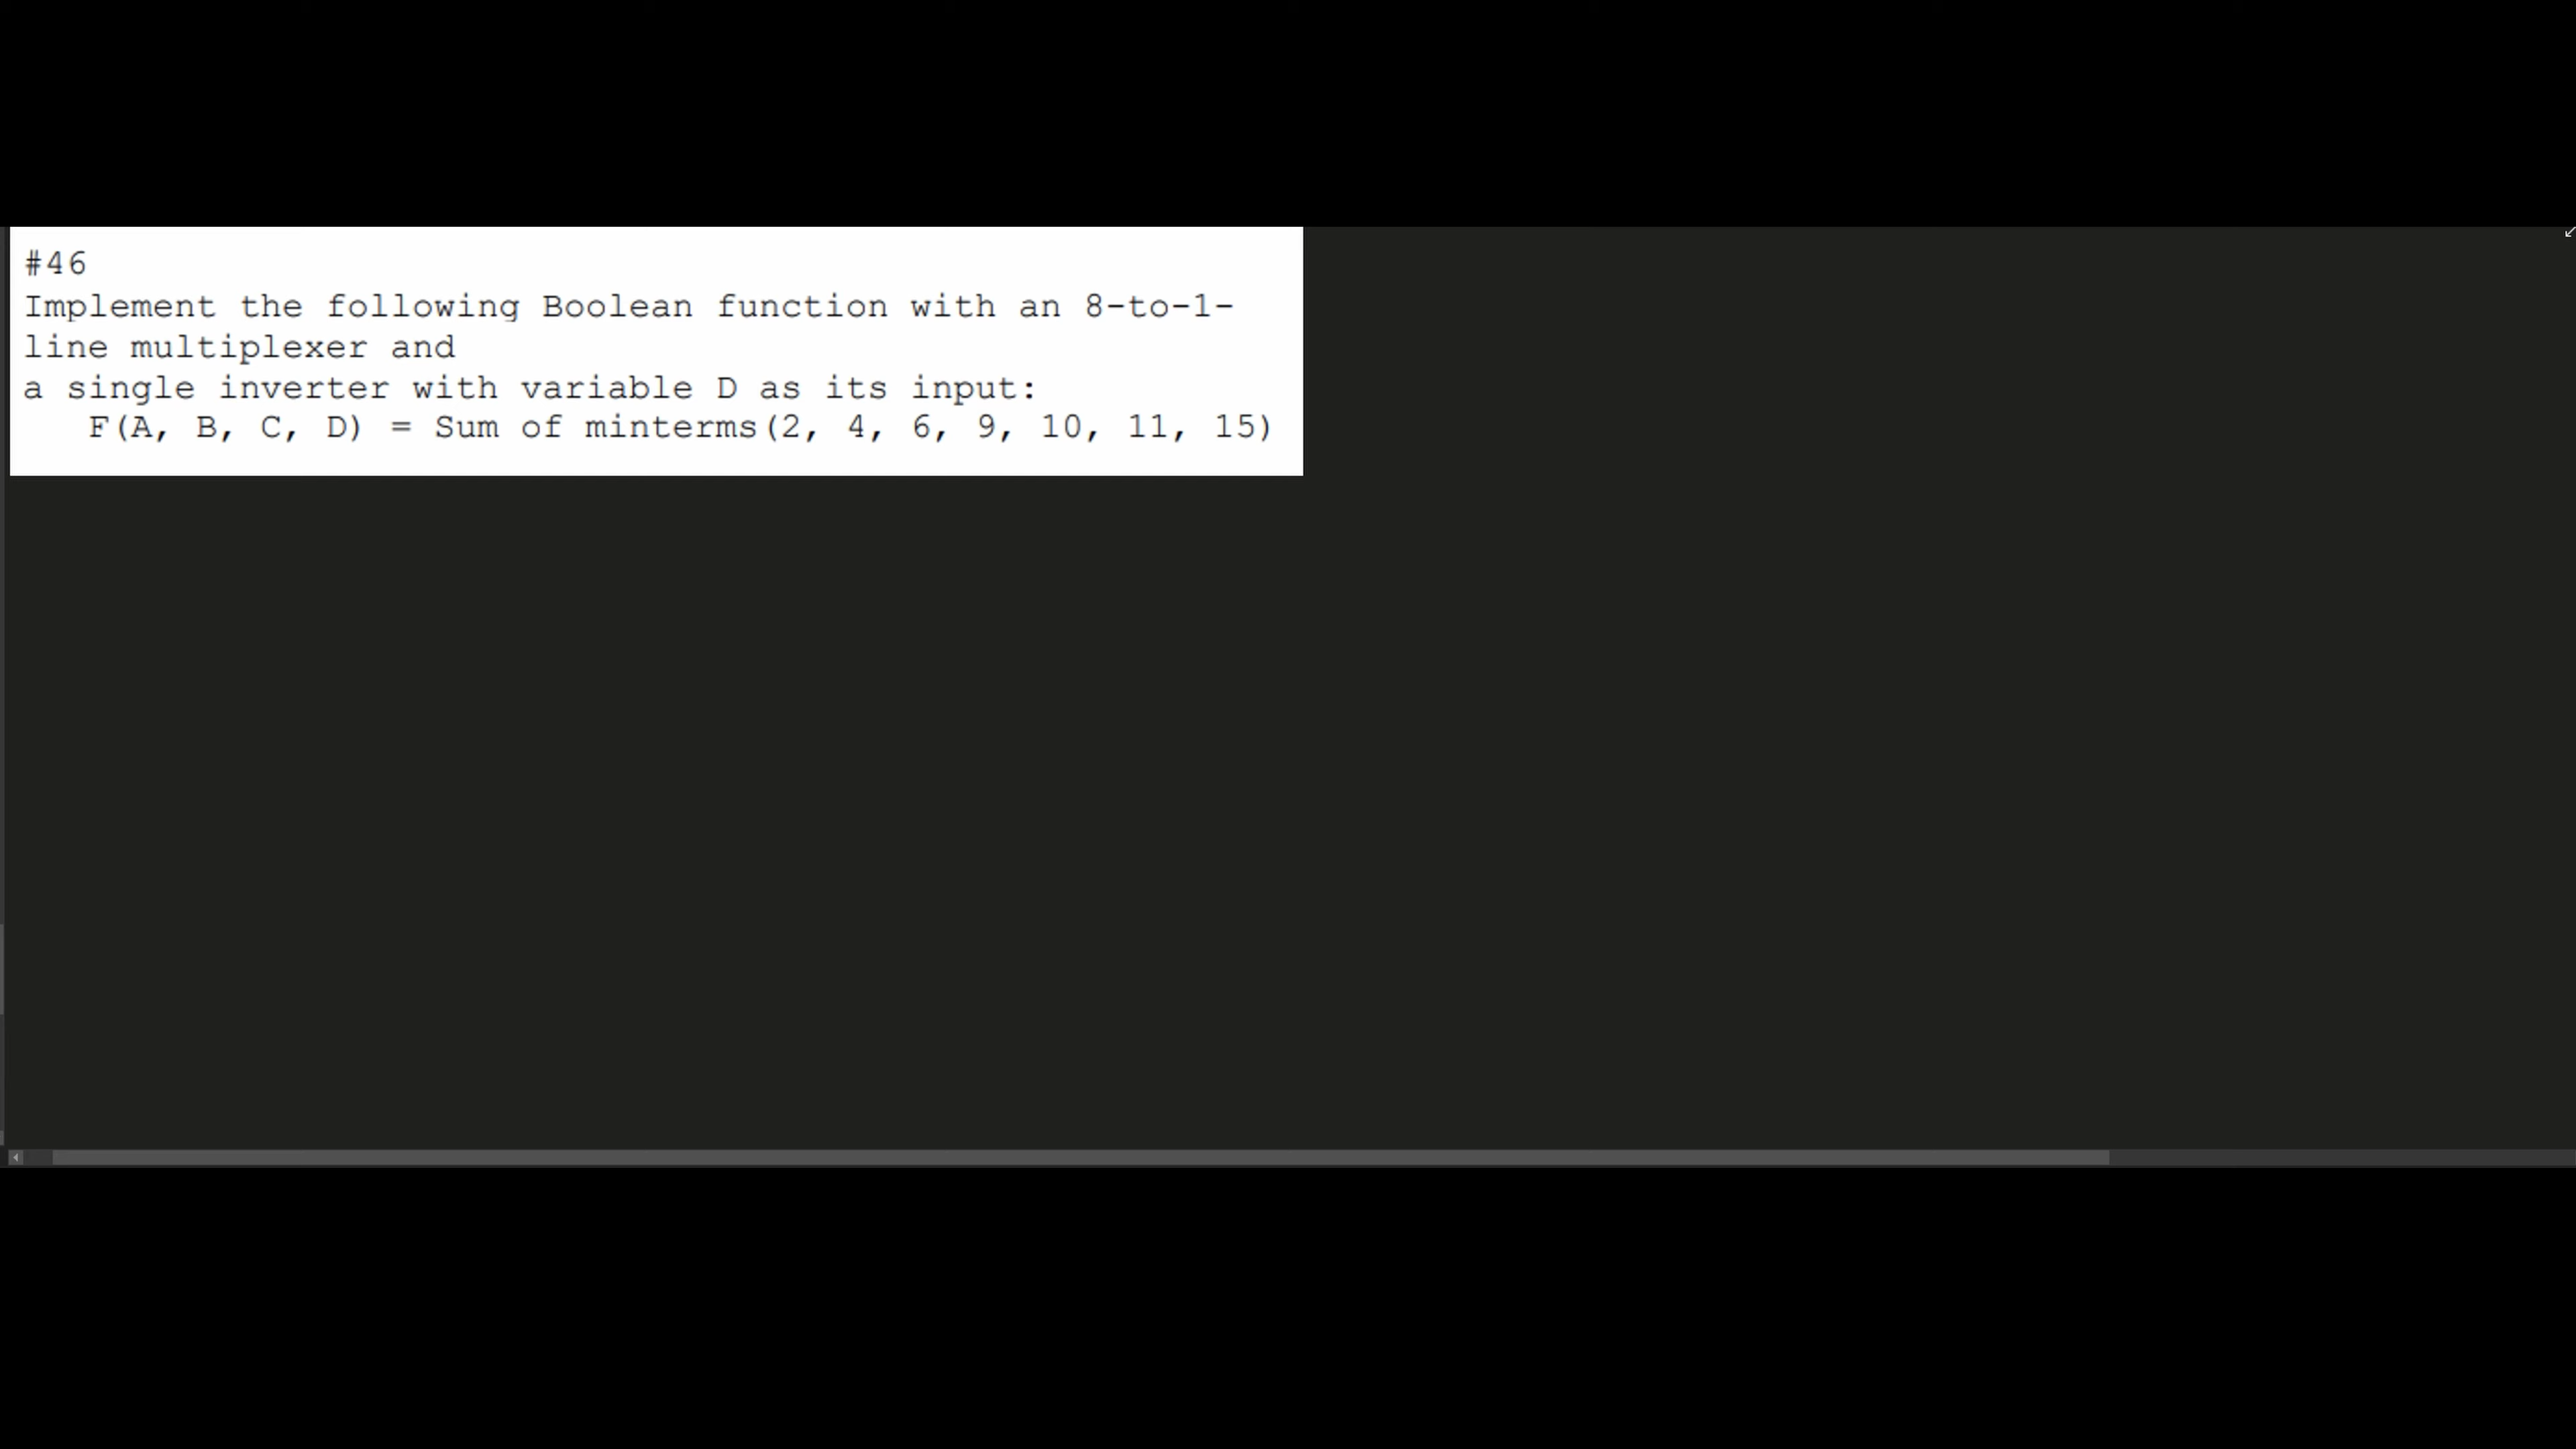 #46
Implement the following Boolean function with an 8-to-1-
line multiplexer and
a single inverter with variable D as its input:
F(A, B, C, D) = Sum of minterms(2, 4, 6, 9, 10, 11, 15)